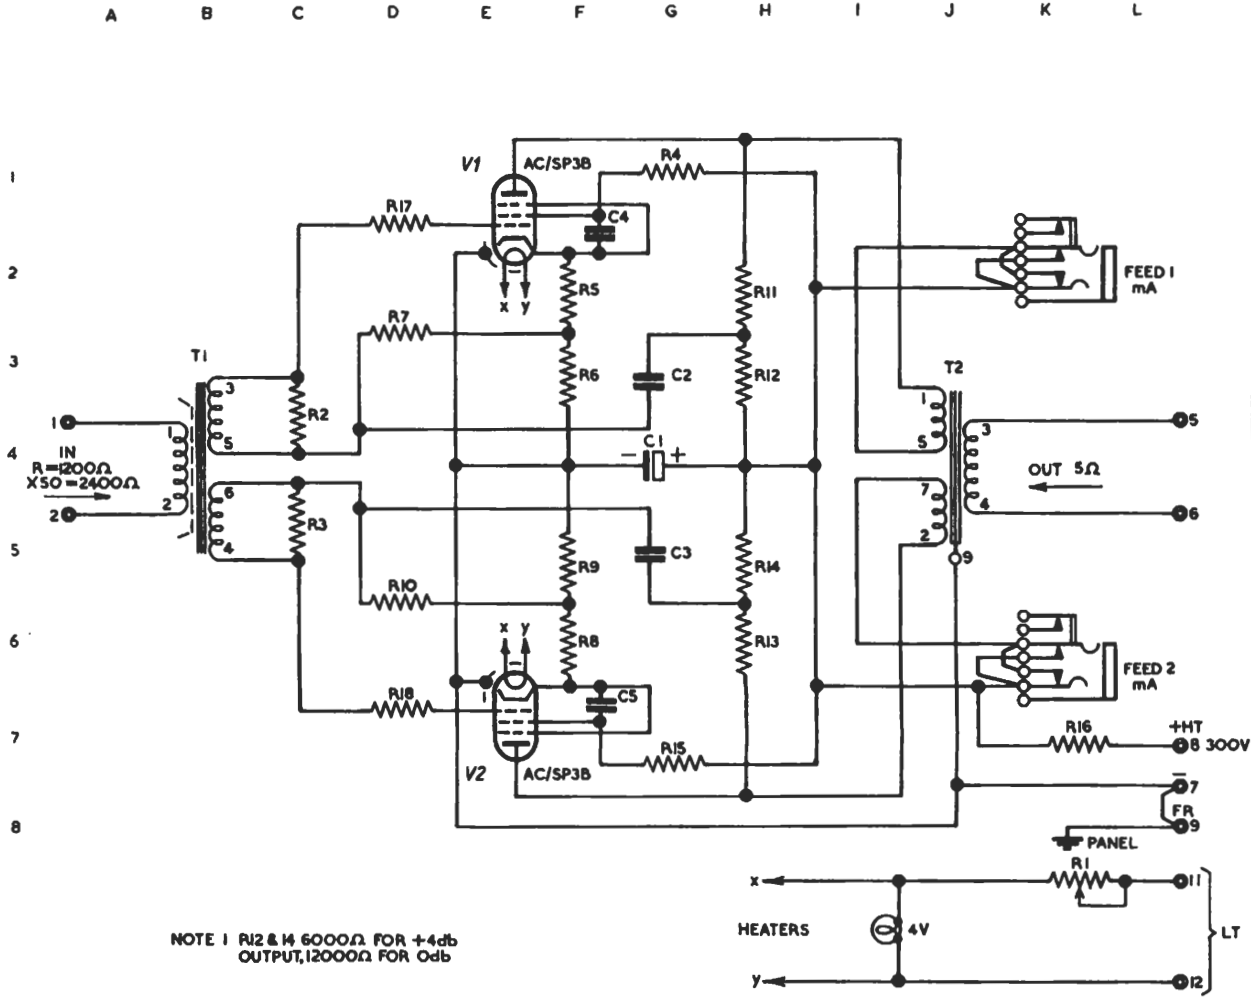 A B C D E F G H I J K L
1
2
3
4
5
6
7
8
V1 AC/SP3B
R4
R17
C4
x y
R5
R11
FEED 1
mA
R7
T1
3
R6
C2
R12
T2
1
5
R2
1
1
5
3
5
IN
R=1200Ω
XSO=2400Ω
2
2
C1
− +
OUT 5Ω
6
4
R3
7
2
4
6
C3
9
R9
R14
R10
x y
R8
R13
FEED 2
mA
1
R18
C5
R16
+HT
8 300V
R15
V2 AC/SP3B
−
7
FR
9
PANEL
R1
x
11
HEATERS
4V
LT
y
12
NOTE 1 R12 & 14 6000Ω FOR +4db
OUTPUT, 12000Ω FOR 0db